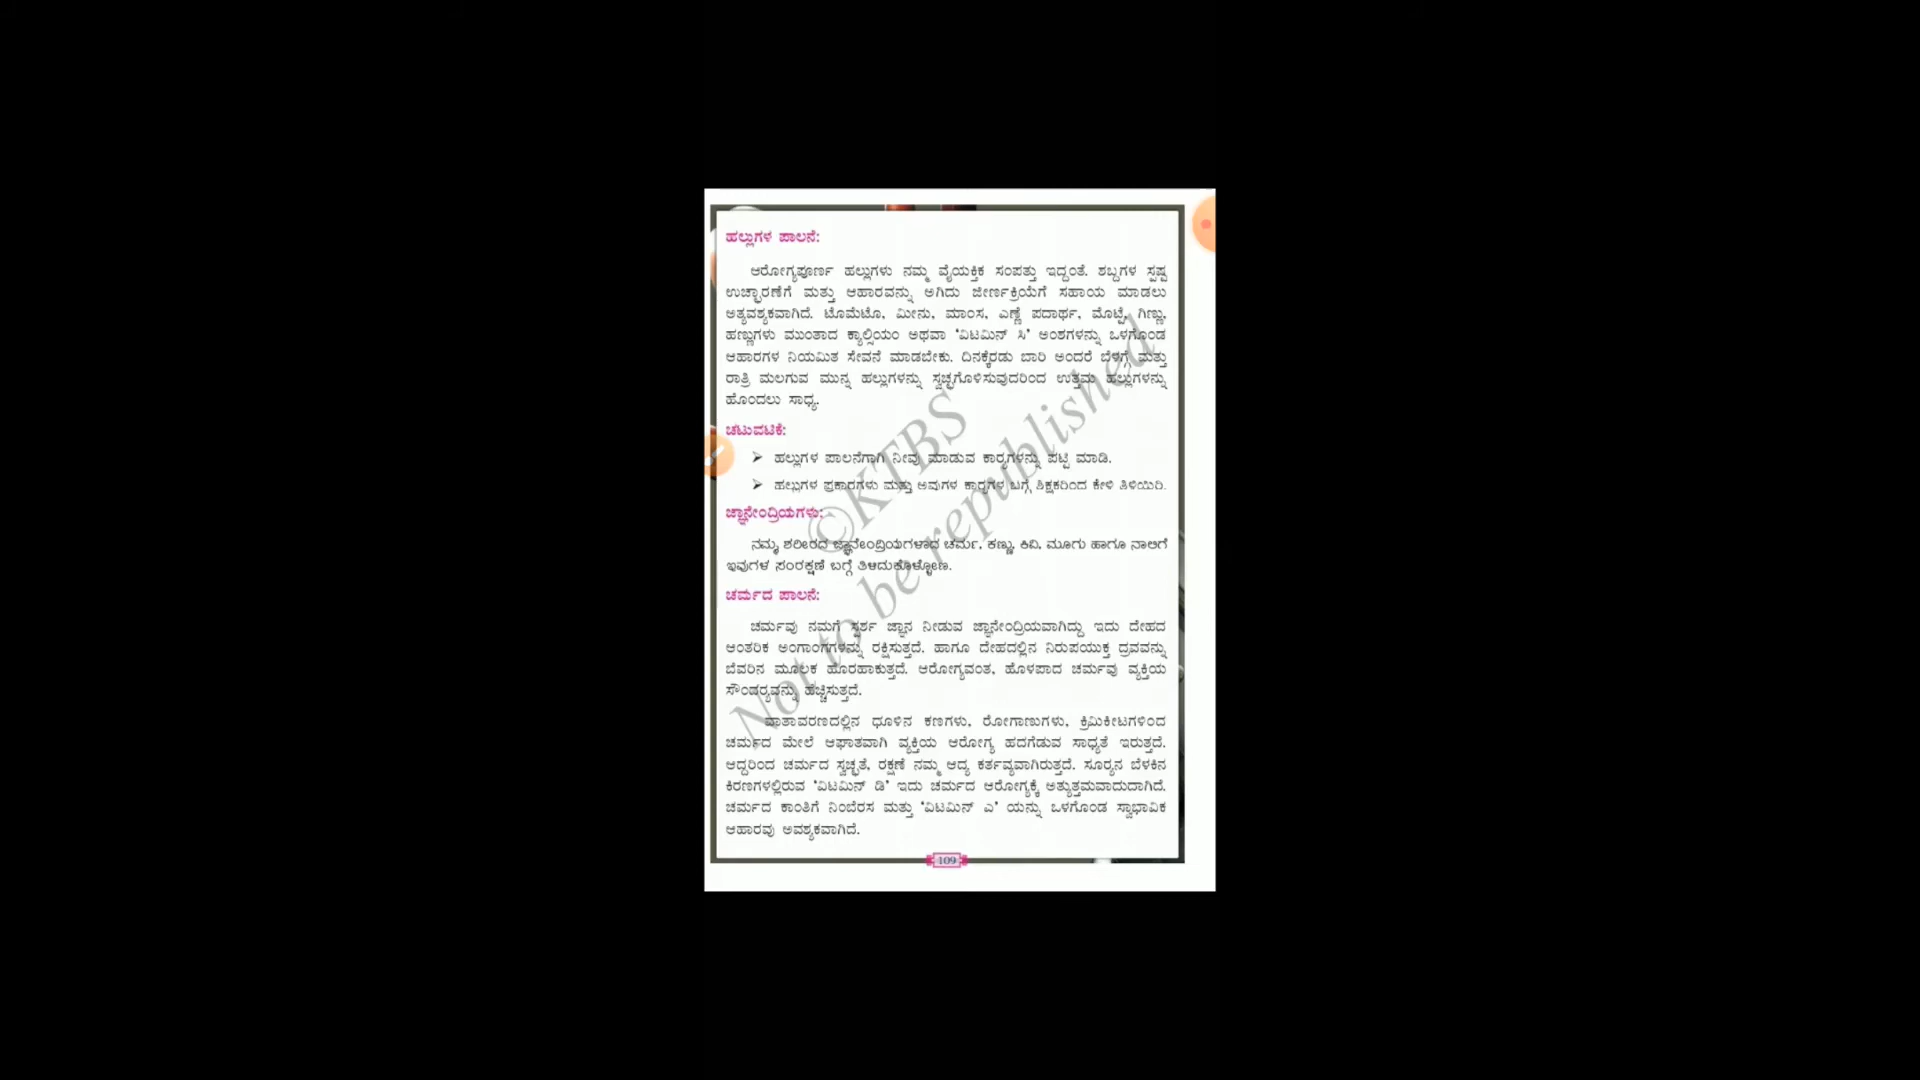 ಹಲ್ಲುಗಳ ಪಾಲನೆ:
ಆರೋಗ್ಯಪೂರ್ಣ ಹಲ್ಲುಗಳು ನಮ್ಮ ವೈಯಕ್ತಿಕ ಸಂಪತ್ತು ಇದ್ದಂತೆ. ಶಬ್ದಗಳ ಸ್ಪಷ್ಟ
ಉಚ್ಛಾರಣೆಗೆ ಮತ್ತು ಆಹಾರವನ್ನು ಅಗಿದು ಜೀರ್ಣಕ್ರಿಯೆಗೆ ಸಹಾಯ ಮಾಡಲು
ಅತ್ಯವಶ್ಯಕವಾಗಿದೆ. ಟೊಮೆಟೊ, ಮೀನು, ಮಾಂಸ, ಎಣ್ಣೆ ಪದಾರ್ಥ, ಮೊಟ್ಟೆ, ಗಿಣ್ಣು,
ಹಣ್ಣುಗಳು ಮುಂತಾದ ಕ್ಯಾಲ್ಸಿಯಂ ಅಥವಾ ‘ವಿಟಮಿನ್ ಸಿ’ ಅಂಶಗಳನ್ನು ಒಳಗೊಂಡ
ಆಹಾರಗಳ ನಿಯಮಿತ ಸೇವನೆ ಮಾಡಬೇಕು. ದಿನಕ್ಕೆರಡು ಬಾರಿ ಅಂದರೆ ಬೆಳಗ್ಗೆ ಮತ್ತು
ರಾತ್ರಿ ಮಲಗುವ ಮುನ್ನ ಹಲ್ಲುಗಳನ್ನು ಸ್ವಚ್ಛಗೊಳಿಸುವುದರಿಂದ ಉತ್ತಮ ಹಲ್ಲುಗಳನ್ನು
ಹೊಂದಲು ಸಾಧ್ಯ.
ಚಟುವಟಿಕೆ:
➤ ಹಲ್ಲುಗಳ ಪಾಲನೆಗಾಗಿ ನೀವು ಮಾಡುವ ಕಾರ್‍ಯಗಳನ್ನು ಪಟ್ಟಿ ಮಾಡಿ.
➤ ಹಲ್ಲುಗಳ ಪ್ರಕಾರಗಳು ಮತ್ತು ಅವುಗಳ ಕಾರ್‍ಯಗಳ ಬಗ್ಗೆ ಶಿಕ್ಷಕರಿಂದ ಕೇಳಿ ತಿಳಿಯಿರಿ.
ಜ್ಞಾನೇಂದ್ರಿಯಗಳು:
ನಮ್ಮ ಶರೀರದ ಜ್ಞಾನೇಂದ್ರಿಯಗಳಾದ ಚರ್ಮ, ಕಣ್ಣು, ಕಿವಿ, ಮೂಗು ಹಾಗೂ ನಾಲಗೆ
ಇವುಗಳ ಸಂರಕ್ಷಣೆ ಬಗ್ಗೆ ತಿಳಿದುಕೊಳ್ಳೋಣ.
ಚರ್ಮದ ಪಾಲನೆ:
ಚರ್ಮವು ನಮಗೆ ಸ್ಪರ್ಶ ಜ್ಞಾನ ನೀಡುವ ಜ್ಞಾನೇಂದ್ರಿಯವಾಗಿದ್ದು ಇದು ದೇಹದ
ಆಂತರಿಕ ಅಂಗಾಂಗಗಳನ್ನು ರಕ್ಷಿಸುತ್ತದೆ. ಹಾಗೂ ದೇಹದಲ್ಲಿನ ನಿರುಪಯುಕ್ತ ದ್ರವವನ್ನು
ಬೆವರಿನ ಮೂಲಕ ಹೊರಹಾಕುತ್ತದೆ. ಆರೋಗ್ಯವಂತ, ಹೊಳಪಾದ ಚರ್ಮವು ವ್ಯಕ್ತಿಯ
ಸೌಂಡರ್‍ಯವನ್ನು ಹೆಚ್ಚಿಸುತ್ತದೆ.
ವಾತಾವರಣದಲ್ಲಿನ ಧೂಳಿನ ಕಣಗಳು, ರೋಗಾಣುಗಳು, ಕ್ರಿಮಿಕೀಟಗಳಿಂದ
ಚರ್ಮದ ಮೇಲೆ ಆಘಾತವಾಗಿ ವ್ಯಕ್ತಿಯ ಆರೋಗ್ಯ ಹದಗೆಡುವ ಸಾಧ್ಯತೆ ಇರುತ್ತದೆ.
ಆದ್ದರಿಂದ ಚರ್ಮದ ಸ್ವಚ್ಛತೆ, ರಕ್ಷಣೆ ನಮ್ಮ ಆದ್ಯ ಕರ್ತವ್ಯವಾಗಿರುತ್ತದೆ. ಸೂರ್‍ಯನ ಬೆಳಕಿನ
ಕಿರಣಗಳಲ್ಲಿರುವ ‘ವಿಟಮಿನ್ ಡಿ’ ಇದು ಚರ್ಮದ ಆರೋಗ್ಯಕ್ಕೆ ಅತ್ಯುತ್ತಮವಾದುದಾಗಿದೆ.
ಚರ್ಮದ ಕಾಂತಿಗೆ ನಿಂಬೆರಸ ಮತ್ತು ‘ವಿಟಮಿನ್ ಎ’ ಯನ್ನು ಒಳಗೊಂಡ ಸ್ವಾಭಾವಿಕ
ಆಹಾರವು ಅವಶ್ಯಕವಾಗಿದೆ.
©KTBS
Not to be republished
109